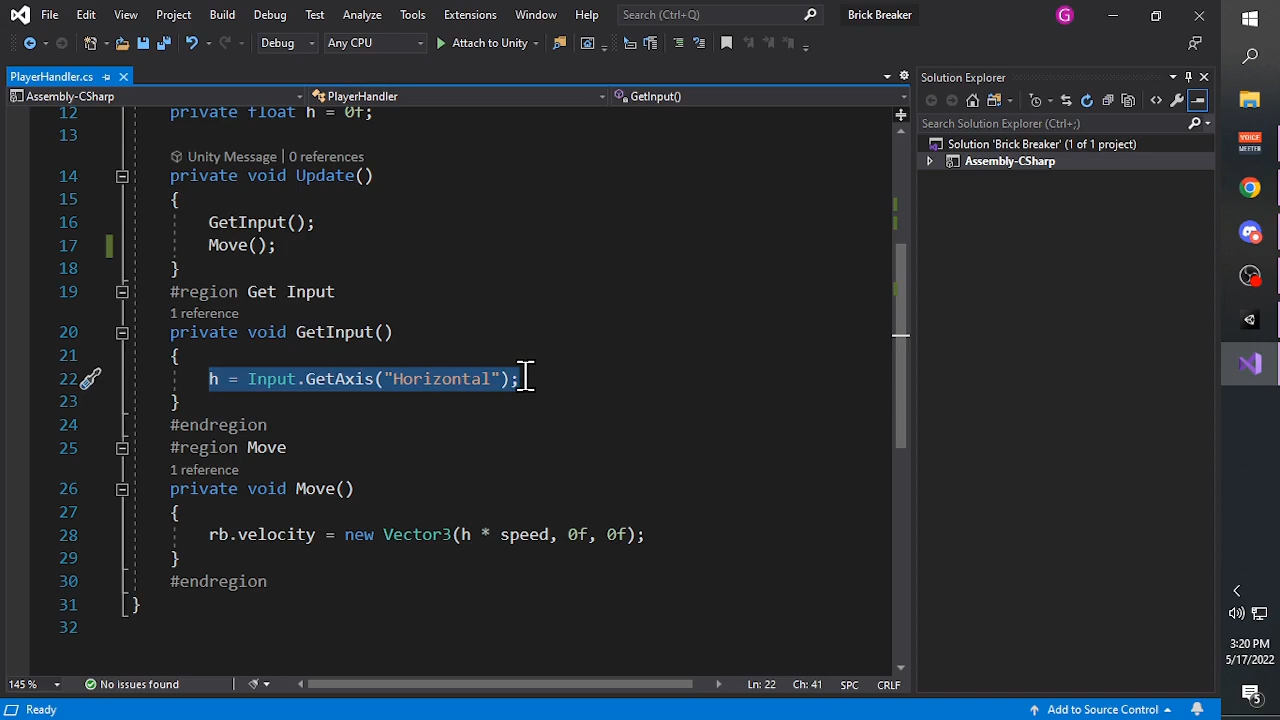 File Edit View Project Build Debug Test Analyze Tools Extensions Window Help Search (Ctrl+Q) Brick Breaker G
Debug Any CPU Attach to Unity
PlayerHandler.cs Solution Explorer
Assembly-CSharp PlayerHandler GetInput()
Search Solution Explorer (Ctrl+;)
Solution 'Brick Breaker' (1 of 1 project)
Assembly-CSharp
12 private float h = 0f;
13
Unity Message | 0 references
14 private void Update()
15 {
16 GetInput();
17 Move();
18 }
19 #region Get Input
1 reference
20 private void GetInput()
21 {
22 h = Input.GetAxis("Horizontal");
23 }
24 #endregion
25 #region Move
1 reference
26 private void Move()
27 {
28 rb.velocity = new Vector3(h * speed, 0f, 0f);
29 }
30 #endregion
31 }
32
145 % No issues found Ln: 22 Ch: 41 SPC CRLF
Ready Add to Source Control
VOICE MEETER
3:20 PM
5/17/2022
5